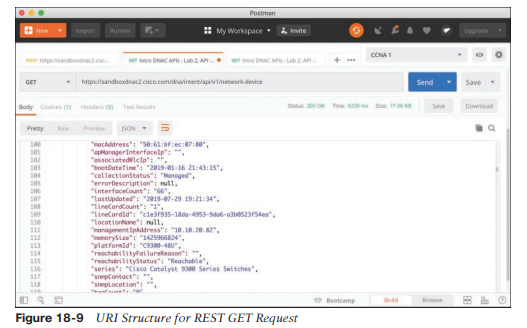 Postman
New
Import
Runner
My Workspace
Invite
Upgrade
POST https://sandboxdnac2.cisc...
GET Intro DNAC APIs - Lab 2, API ...
GET Intro DNAC APIs - Lab 2, API ...
CCNA 1
GET
https://sandboxdnac2.cisco.com/dna/intent/api/v1/network-device
Send
Save
Body
Cookies (3)
Headers (9)
Test Results
Status: 200 OK
Time: 4239 ms
Size: 17.06 KB
Save
Download
Pretty
Raw
Preview
JSON
100 "macAddress": "50:61:bf:ec:07:80",
101 "apManagerInterfaceIp": "",
102 "associatedWlcIp": "",
103 "bootDateTime": "2019-01-16 21:43:15",
104 "collectionStatus": "Managed",
105 "errorDescription": null,
106 "interfaceCount": "66",
107 "lastUpdated": "2019-07-29 19:21:34",
108 "lineCardCount": "1",
109 "lineCardId": "c1e3f935-18da-4953-9da6-a3b0523f54ea",
110 "locationName": null,
111 "managementIpAddress": "10.10.20.82",
112 "memorySize": "1425966824",
113 "platformId": "C9300-48U",
114 "reachabilityFailureReason": "",
115 "reachabilityStatus": "Reachable",
116 "series": "Cisco Catalyst 9300 Series Switches",
117 "snmpContact": "",
118 "snmpLocation": "",
Bootcamp
Build
Browse
Figure 18-9 URI Structure for REST GET Request